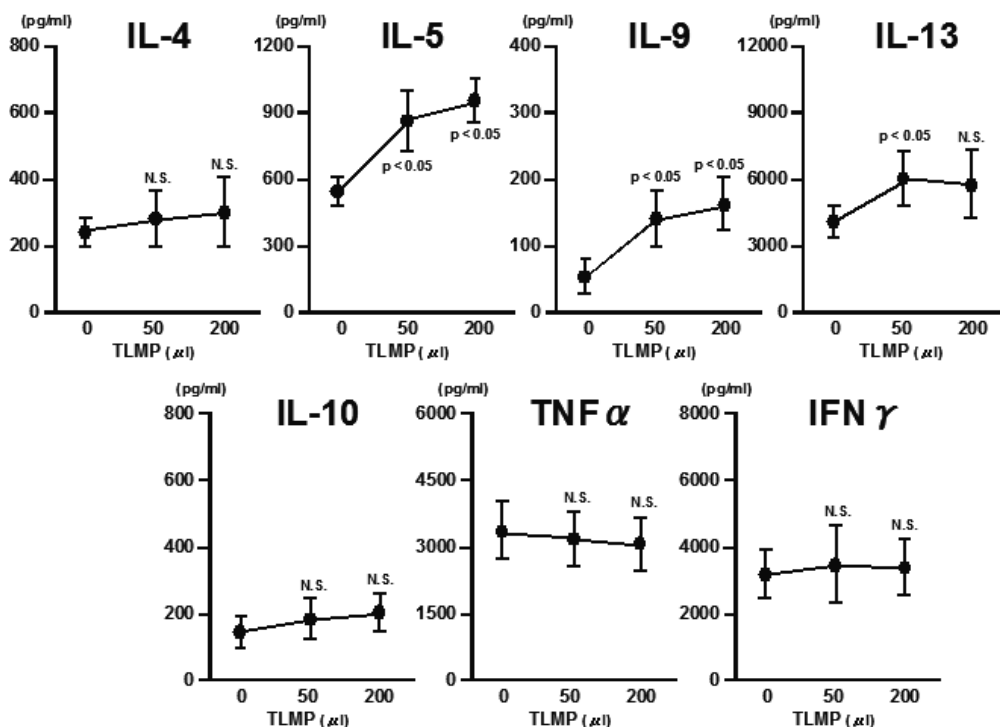 (pg/ml) IL-4
800
600
400
200
0
N.S.
N.S.
0 50 200
TLMP (μl)
(pg/ml) IL-5
1200
900
600
300
0
p < 0.05
p < 0.05
0 50 200
TLMP (μl)
(pg/ml) IL-9
400
300
200
100
0
p < 0.05
p < 0.05
0 50 200
TLMP (μl)
(pg/ml) IL-13
12000
9000
6000
3000
0
p < 0.05
N.S.
0 50 200
TLMP (μl)
(pg/ml) IL-10
800
600
400
200
0
N.S.
N.S.
0 50 200
TLMP (μl)
(pg/ml) TNF α
6000
4500
3000
1500
0
N.S.
N.S.
0 50 200
TLMP (μl)
(pg/ml) IFN γ
8000
6000
4000
2000
0
N.S.
N.S.
0 50 200
TLMP (μl)